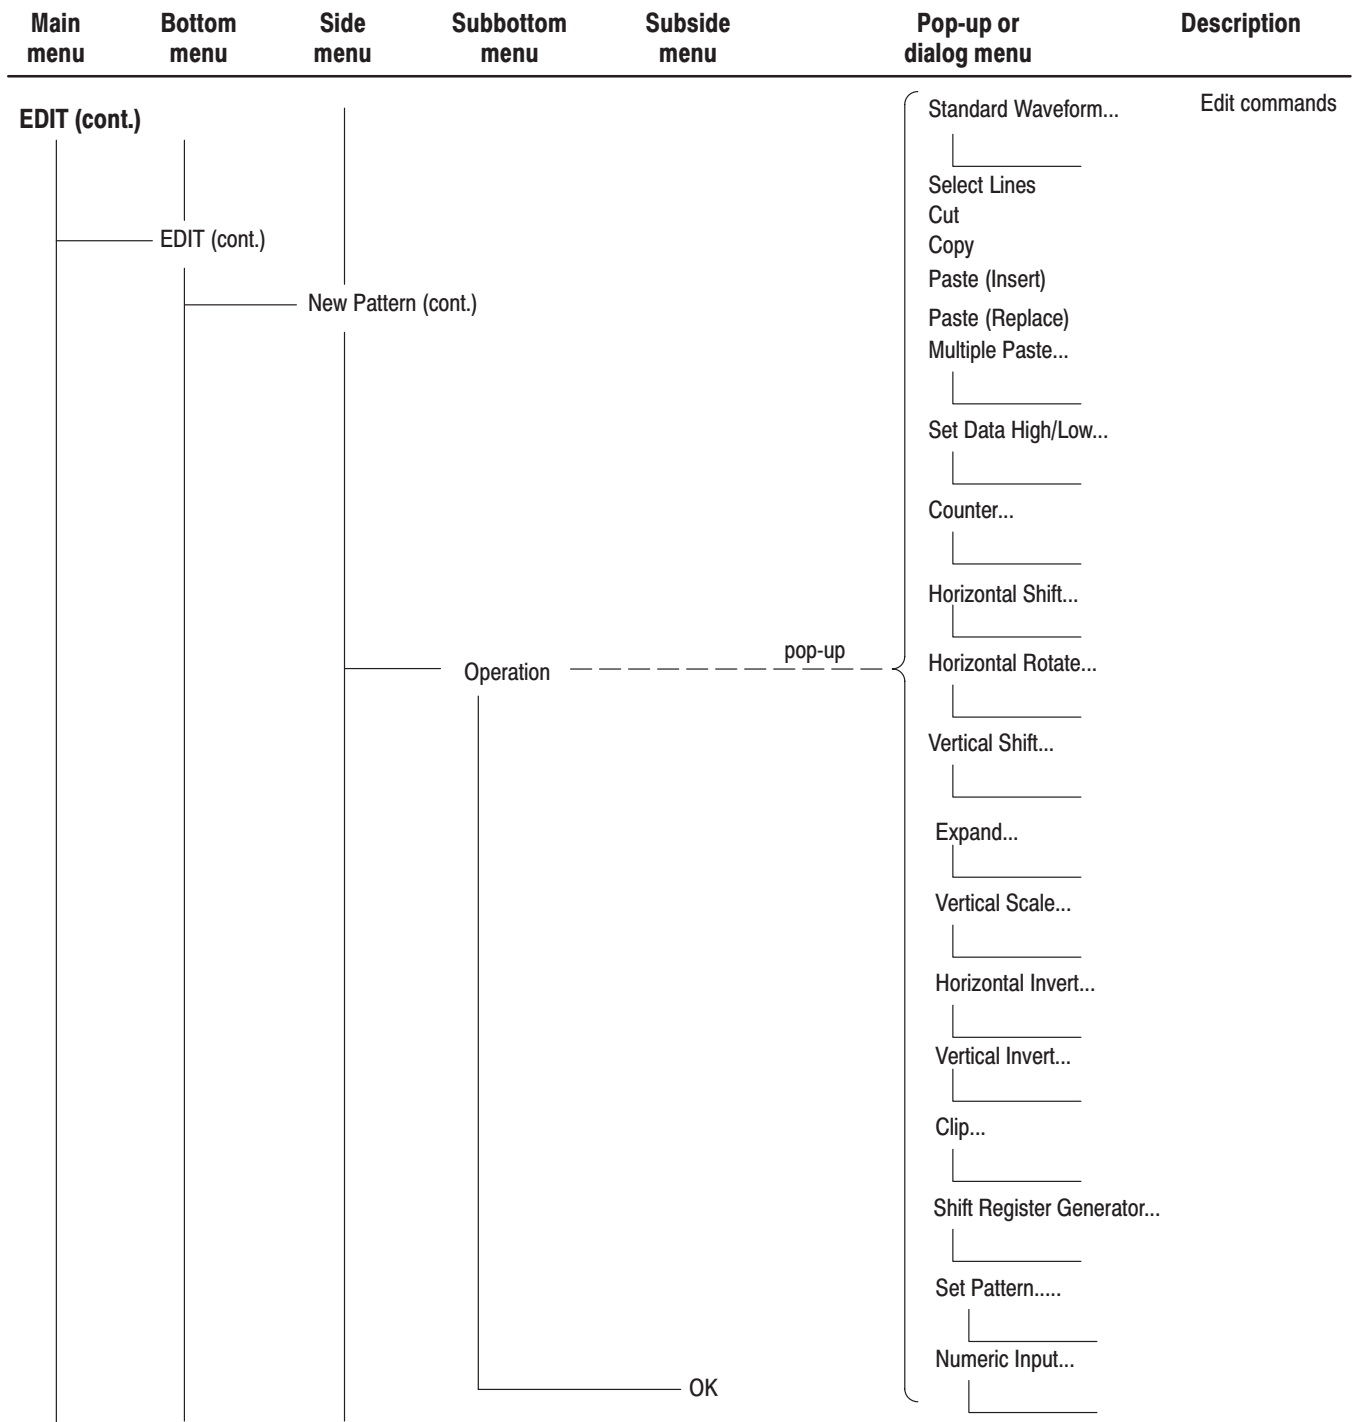 Main menu
Bottom menu
Side menu
Subbottom menu
Subside menu
Pop-up or dialog menu
Description
EDIT (cont.)
Standard Waveform...
Edit commands
Select Lines
Cut
EDIT (cont.)
Copy
Paste (Insert)
New Pattern (cont.)
Paste (Replace)
Multiple Paste...
Set Data High/Low...
Counter...
Horizontal Shift...
Operation
pop-up
Horizontal Rotate...
Vertical Shift...
Expand...
Vertical Scale...
Horizontal Invert...
Vertical Invert...
Clip...
Shift Register Generator...
Set Pattern.....
Numeric Input...
OK